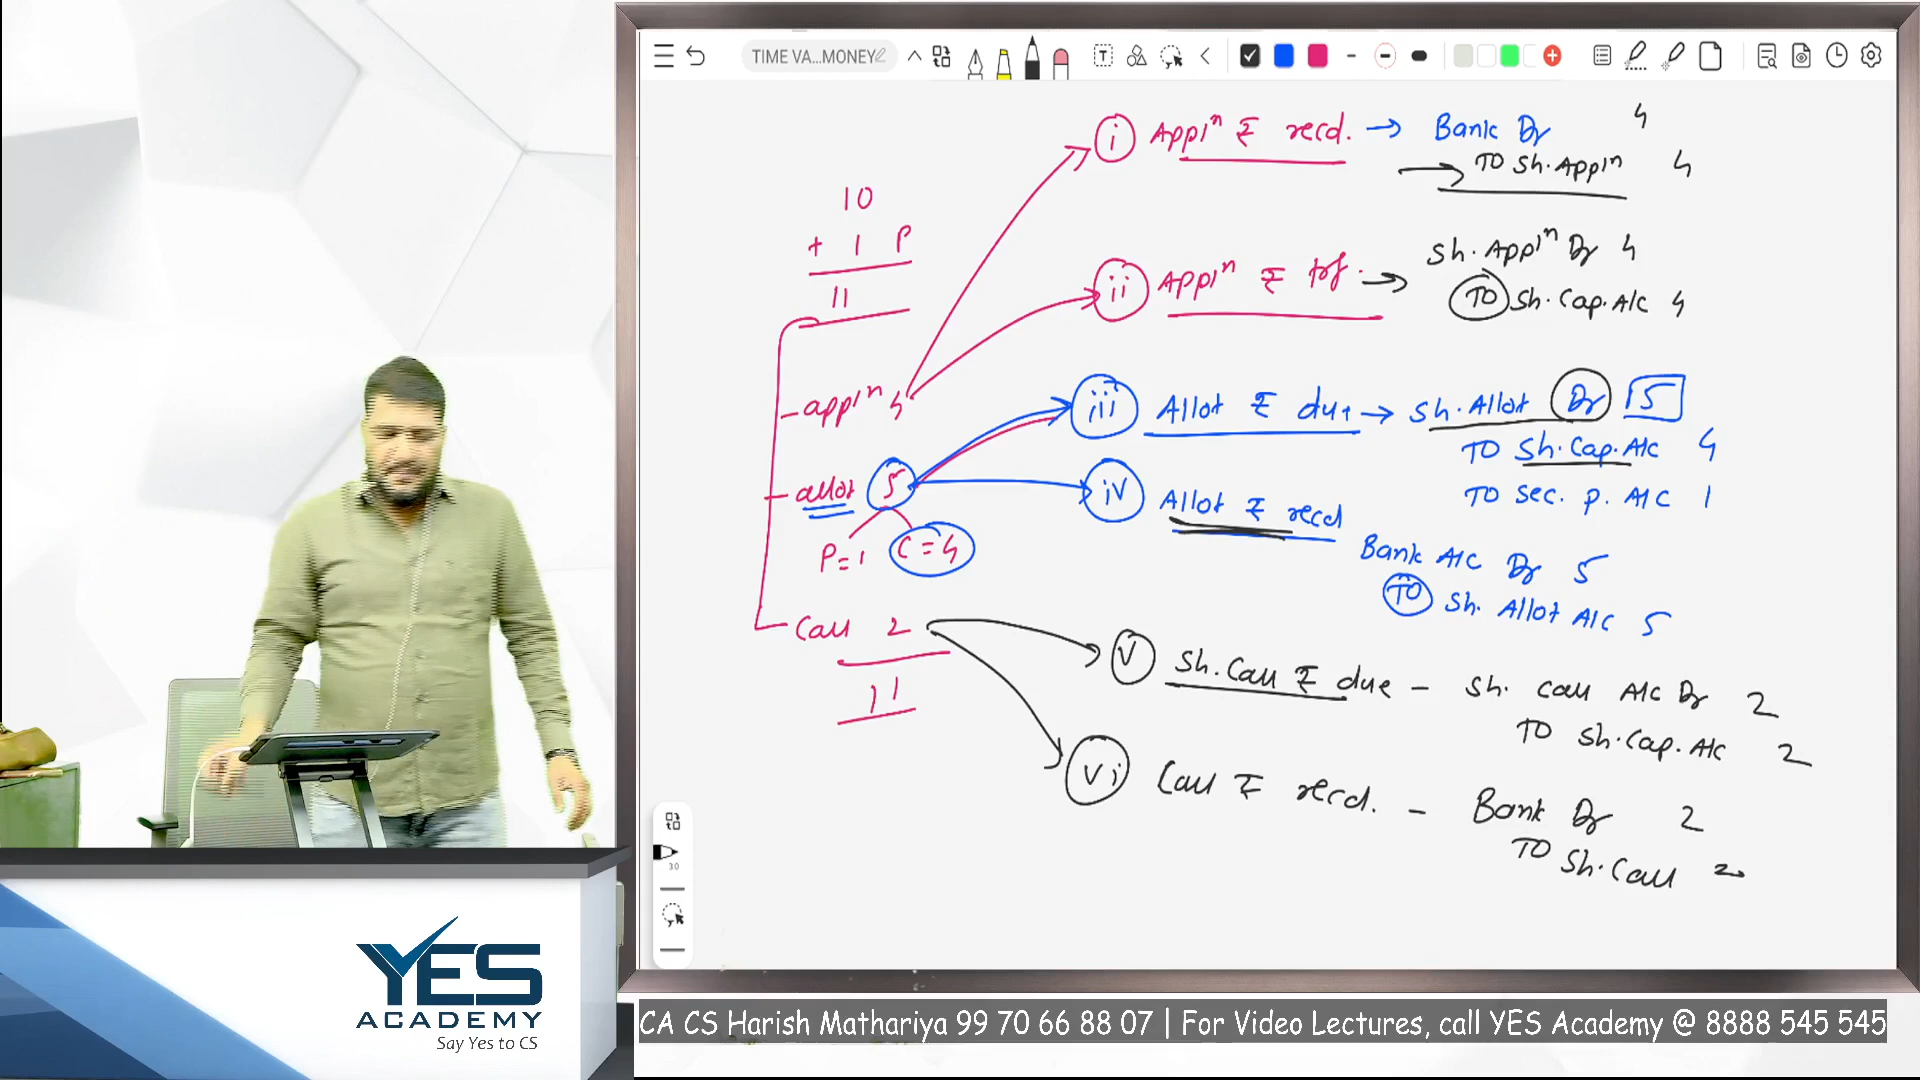 TIME VA...MONEY
10
+ 1 P
11
appln 4
allot 5
P=1 C=4
Call 2
11
i Appln ₹ recd. → Bank Dr 4
→ TO Sh.Appln 4
ii Appln ₹ trf. → Sh.Appln Dr 4
TO Sh.Cap.A/c 4
iii Allot ₹ due → Sh.Allot Dr 5
TO Sh.Cap.A/c 4
TO Sec. P. A/C 1
iv Allot ₹ recd
Bank A/c Dr 5
TO Sh. Allot A/c 5
v Sh.Call ₹ due - Sh. Call A/c Dr 2
TO Sh.Cap.A/c 2
vi Call ₹ recd. - Bank Dr 2
TO Sh.Call 2
30
YES
ACADEMY
Say Yes to CS
CA CS Harish Mathariya 99 70 66 88 07 | For Video Lectures, call YES Academy @ 8888 545 545